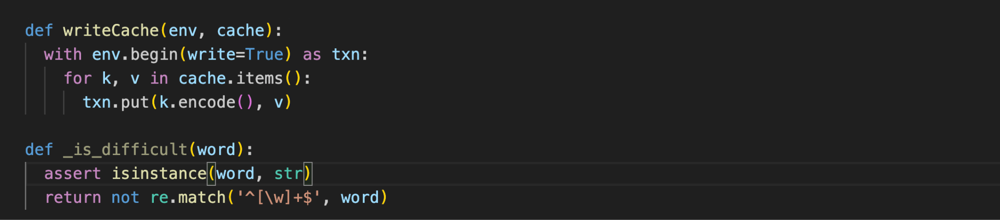 def writeCache(env, cache):
  with env.begin(write=True) as txn:
    for k, v in cache.items():
      txn.put(k.encode(), v)
def _is_difficult(word):
  assert isinstance(word, str)
  return not re.match('^[\w]+$', word)